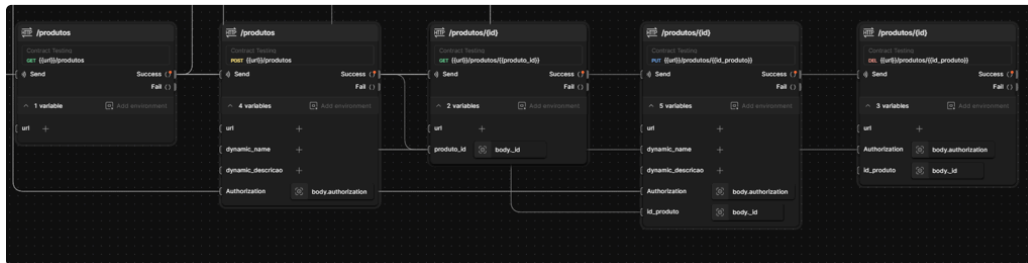 /produtos
Contract Testing
GET {{url}}/produtos
Send
Success
Fail
1 variable
Add environment
url
/produtos
Contract Testing
POST {{url}}/produtos
Send
Success
Fail
4 variables
Add environment
url
dynamic_name
dynamic_descricao
Authorization
body.authorization
/produtos/{id}
Contract Testing
GET {{url}}/produtos/{{produto_id}}
Send
Success
Fail
2 variables
Add environment
url
produto_id
body._id
/produtos/{id}
Contract Testing
PUT {{url}}/produtos/{{id_produto}}
Send
Success
Fail
5 variables
Add environment
url
dynamic_name
dynamic_descricao
Authorization
body.authorization
id_produto
body._id
/produtos/{id}
Contract Testing
DEL {{url}}/produtos/{{id_produto}}
Send
Success
Fail
3 variables
Add environment
url
Authorization
body.authorization
id_produto
body._id